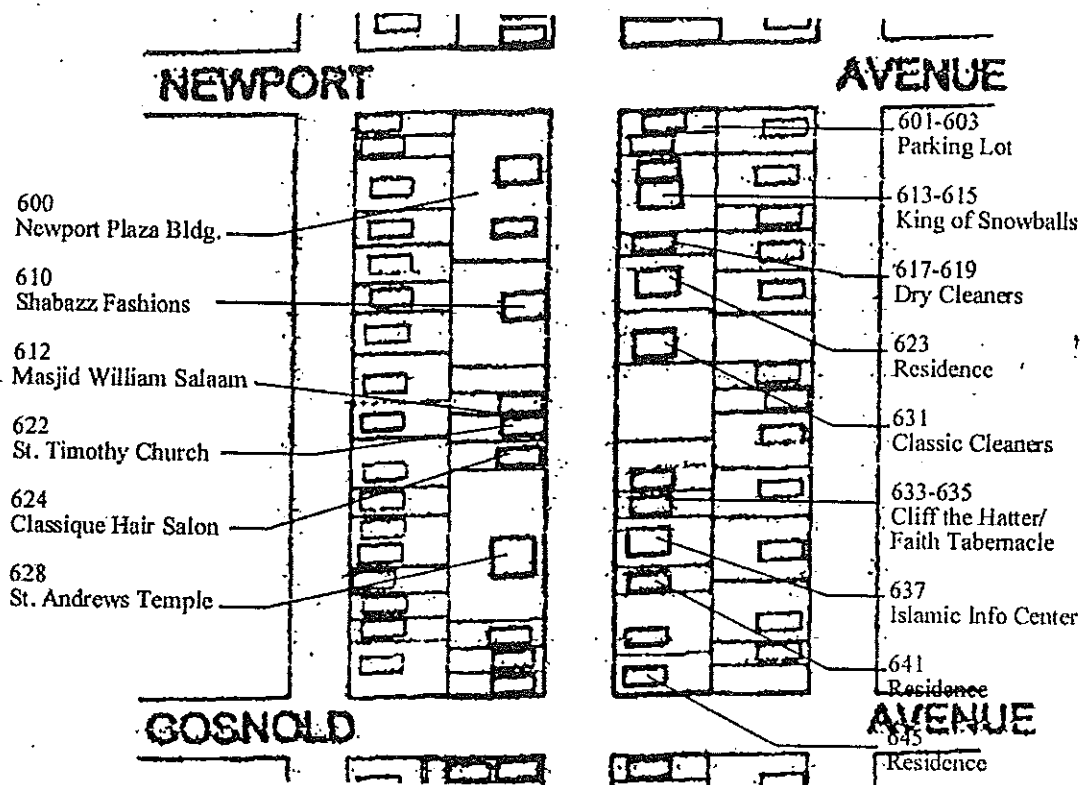 NEWPORT
AVENUE
600
Newport Plaza Bldg.
610
Shabazz Fashions
612
Masjid William Salaam
622
St. Timothy Church
624
Classique Hair Salon
628
St. Andrews Temple
601-603
Parking Lot
613-615
King of Snowballs
617-619
Dry Cleaners
623
Residence
631
Classic Cleaners
633-635
Cliff the Hatter/
Faith Tabernacle
637
Islamic Info Center
641
Residence
645
Residence
GOSNOLD
AVENUE